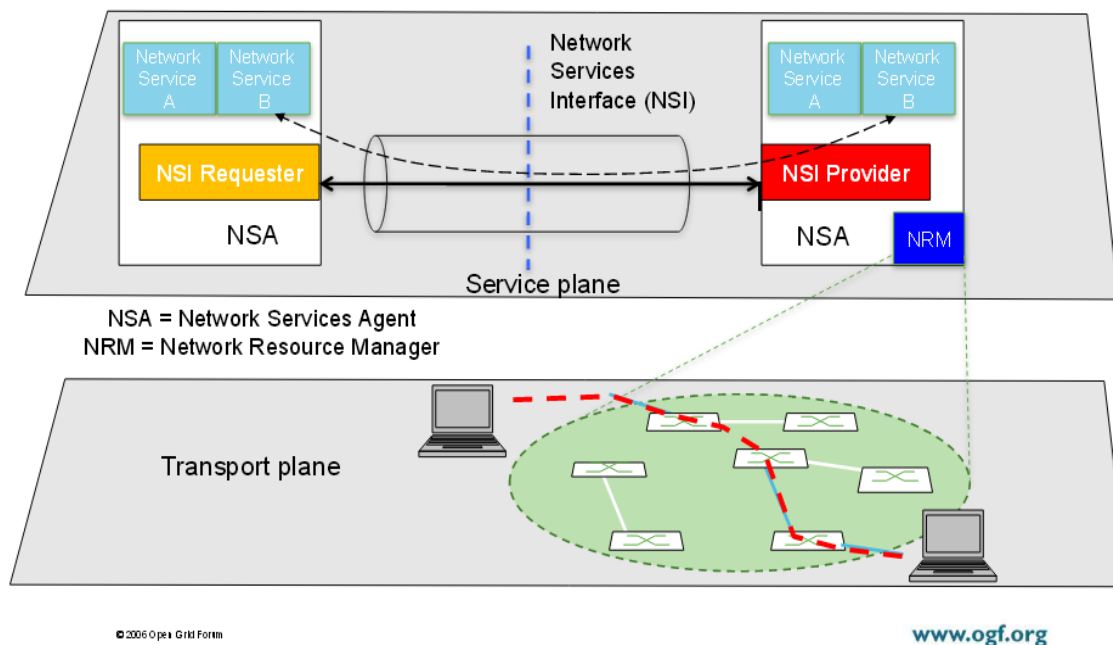 Network
Service
A
Network
Service
B
Network
Services
Interface (NSI)
Network
Service
A
Network
Service
B
NSI Requester
NSI Provider
NSA
NSA
NRM
Service plane
NSA = Network Services Agent
NRM = Network Resource Manager
Transport plane
© 2006 Open Grid Forum
www.ogf.org